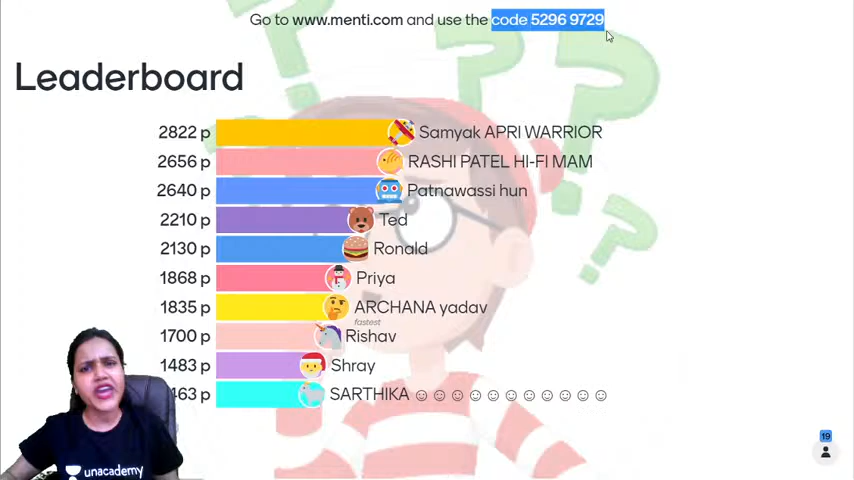 Go to www.menti.com and use the code 5296 9729
Leaderboard
2822 p Samyak APRI WARRIOR
2656 p RASHI PATEL HI-FI MAM
2640 p Patnawassi hun
2210 p Ted
2130 p Ronald
1868 p Priya
1835 p ARCHANA yadav
fastest
1700 p Rishav
1483 p Shray
463 p SARTHIKA ☺☺☺☺☺☺☺☺☺☺☺
19
unacademy